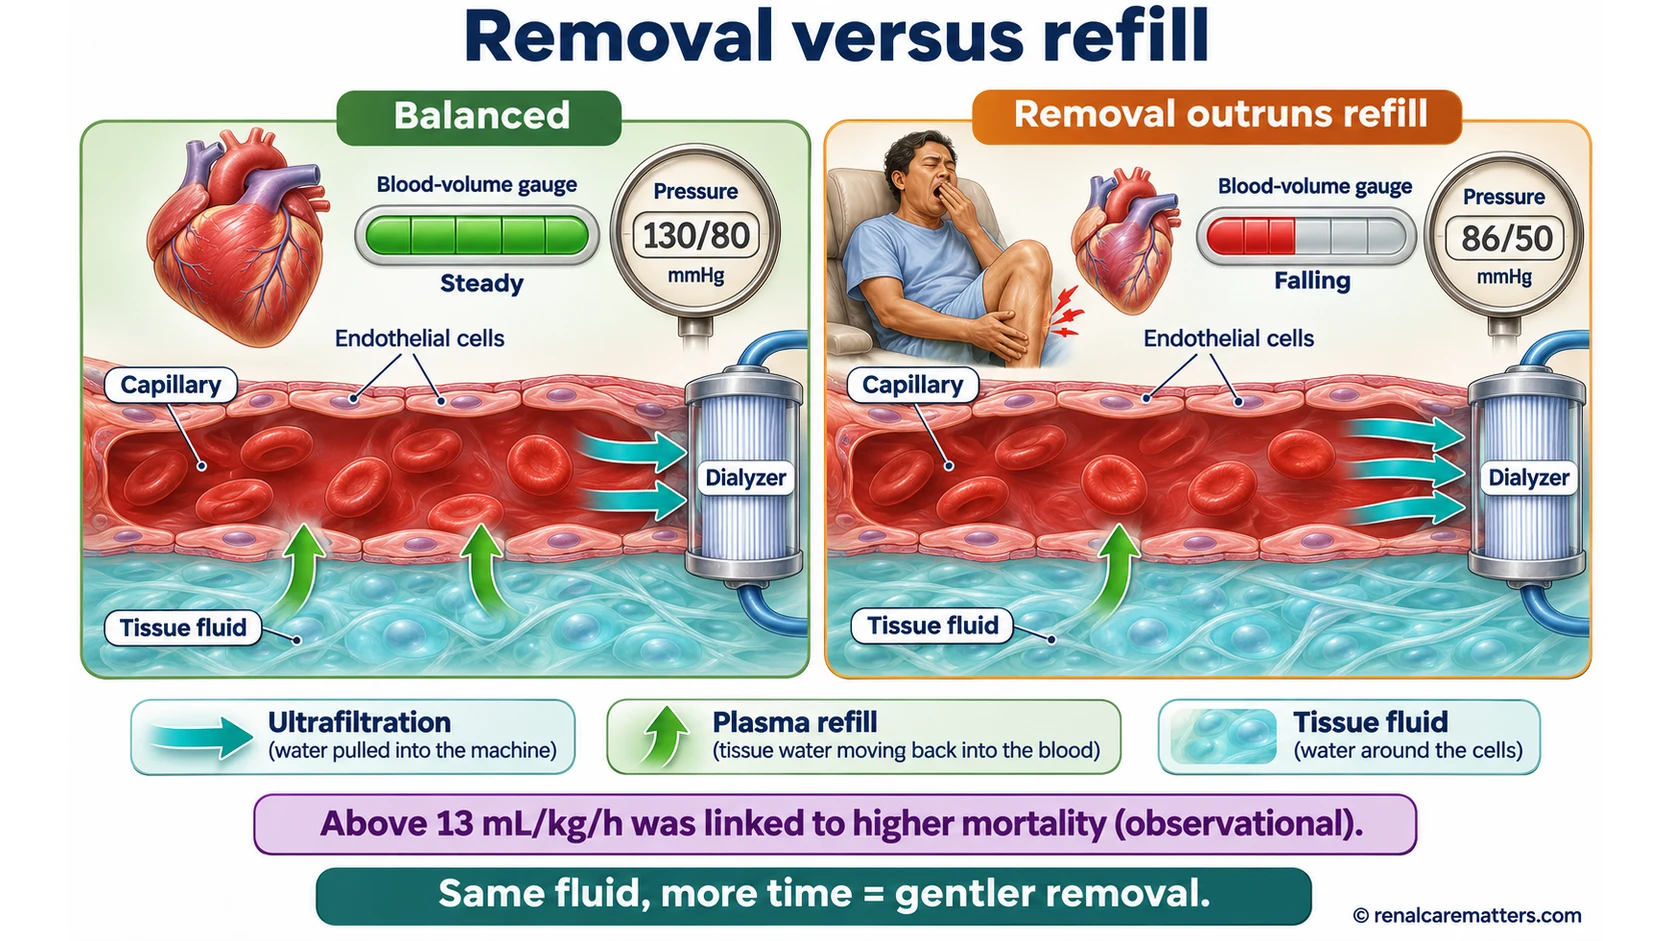 Removal versus refill
Balanced
Blood-volume gauge
Steady
Pressure
130/80
mmHg
Endothelial cells
Capillary
Dialyzer
Tissue fluid
Removal outruns refill
Blood-volume gauge
Falling
Pressure
86/50
mmHg
Endothelial cells
Capillary
Dialyzer
Tissue fluid
Ultrafiltration
(water pulled into the machine)
Plasma refill
(tissue water moving back into the blood)
Tissue fluid
(water around the cells)
Above 13 mL/kg/h was linked to higher mortality (observational).
Same fluid, more time = gentler removal.
© renalcarematters.com